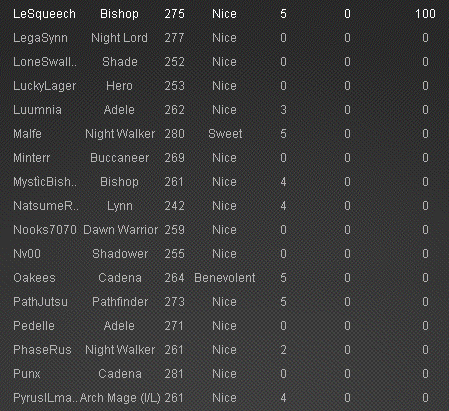 LeSqueech Bishop 275 Nice 5 0 100
LegaSynn Night Lord 277 Nice 0 0 0
LoneSwall.. Shade 252 Nice 0 0 0
LuckyLager Hero 253 Nice 0 0 0
Luumnia Adele 262 Nice 3 0 0
Malfe Night Walker 280 Sweet 5 0 0
Minterr Buccaneer 269 Nice 0 0 0
MysticBish.. Bishop 261 Nice 4 0 0
NatsumeR.. Lynn 242 Nice 4 0 0
Nooks7070 Dawn Warrior 259 Nice 0 0 0
Nv00 Shadower 255 Nice 0 0 0
Oakees Cadena 264 Benevolent 5 0 0
PathJutsu Pathfinder 273 Nice 5 0 0
Pedelle Adele 271 Nice 0 0 0
PhaseRus Night Walker 261 Nice 2 0 0
Punx Cadena 281 Nice 0 0 0
PyrusILma.. Arch Mage (I/L) 261 Nice 4 0 0